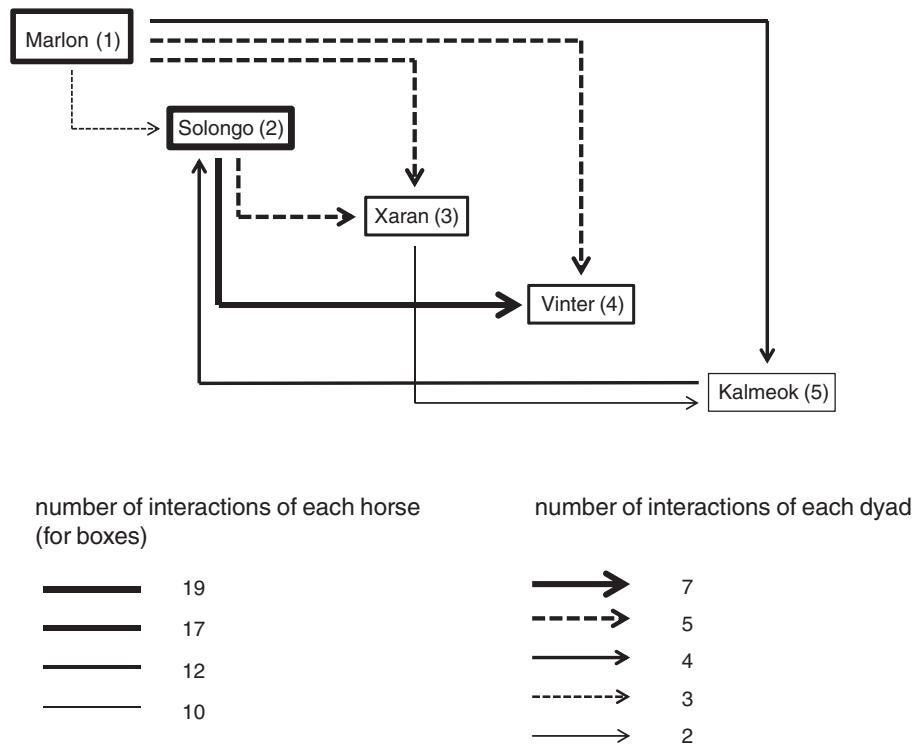 Marlon (1)
Solongo (2)
Xaran (3)
Vinter (4)
Kalmeok (5)
number of interactions of each horse
(for boxes)
19
17
12
10
number of interactions of each dyad
7
5
4
3
2